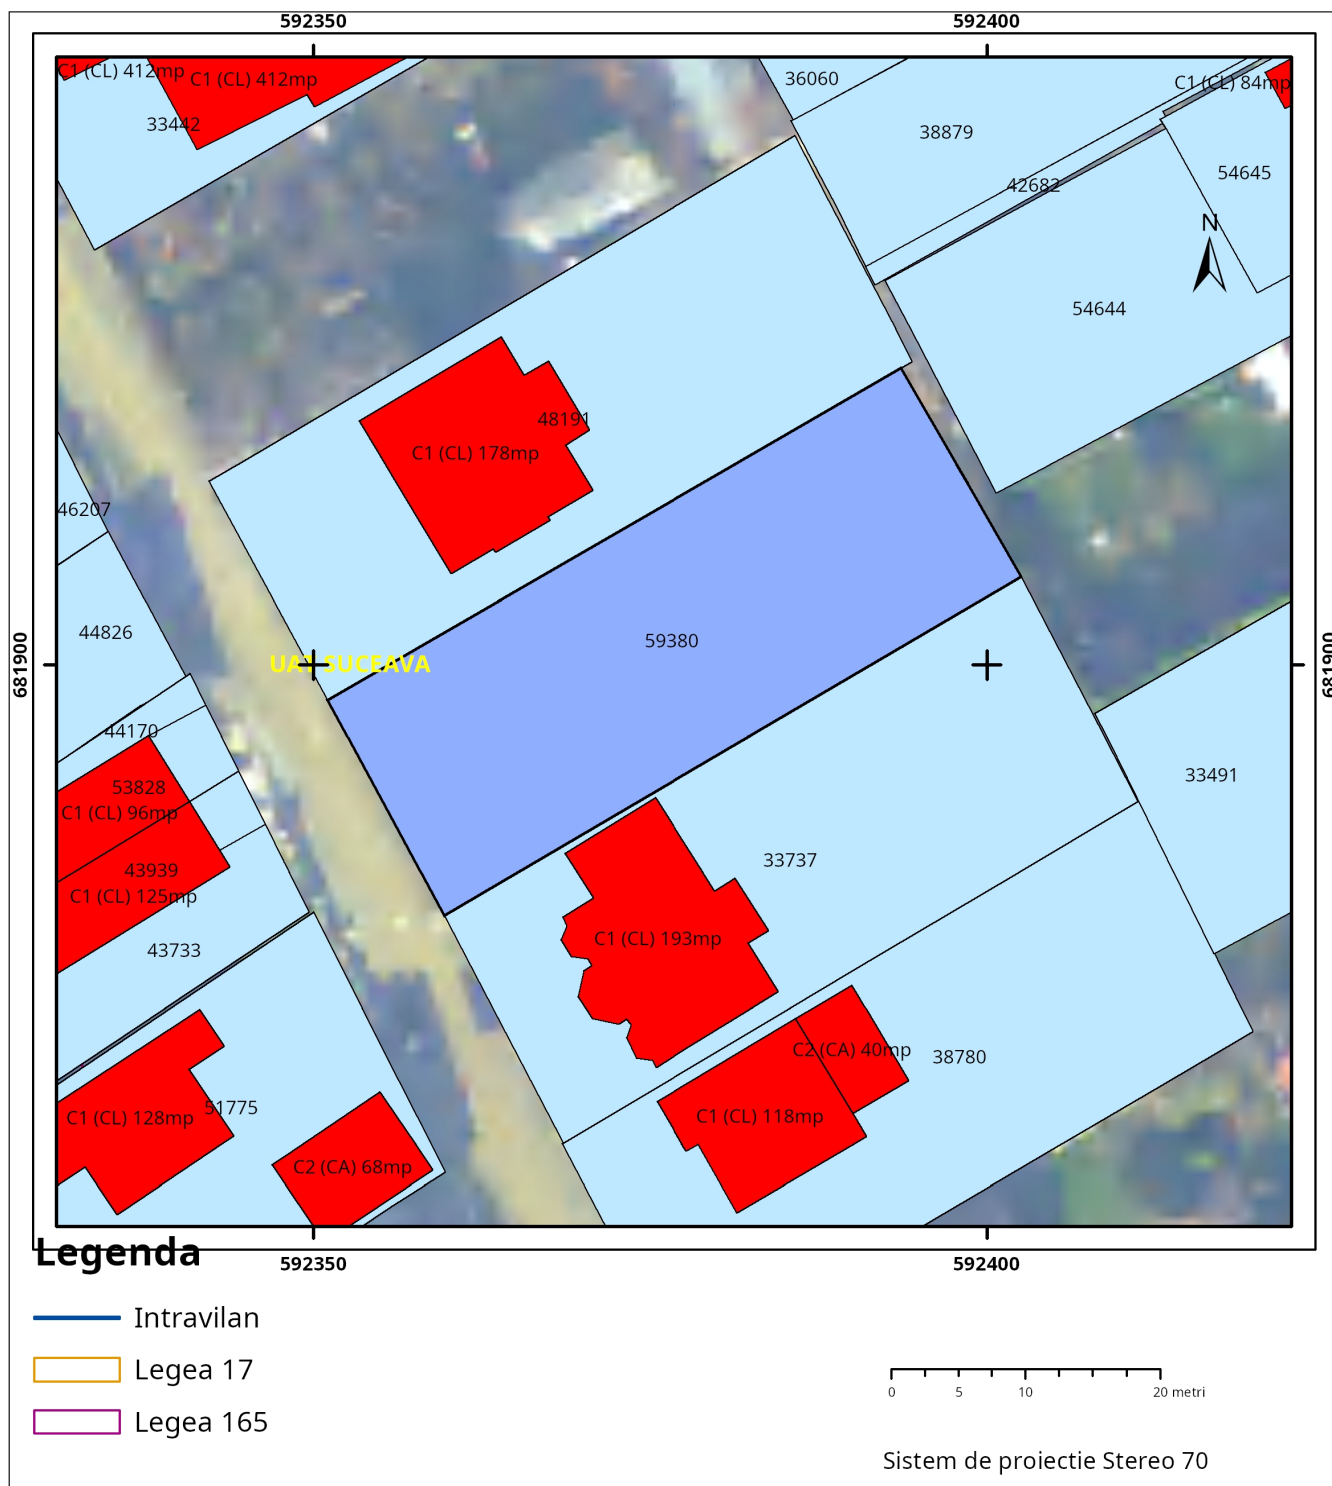 592350
592400
C1 (CL) 412mp
C1 (CL) 412mp
36060
C1 (CL) 84mp
33442
38879
54645
42682
N
54644
48191
C1 (CL) 178mp
46207
44826
59380
681900
UAT SUCEAVA
681900
44170
33491
53828
C1 (CL) 96mp
33737
43939
C1 (CL) 125mp
43733
C1 (CL) 193mp
C2 (CA) 40mp
38780
51775
C1 (CL) 128mp
C1 (CL) 118mp
C2 (CA) 68mp
592350
592400
Legenda
Intravilan
Legea 17
Legea 165
0 5 10 20 metri
Sistem de proiectie Stereo 70